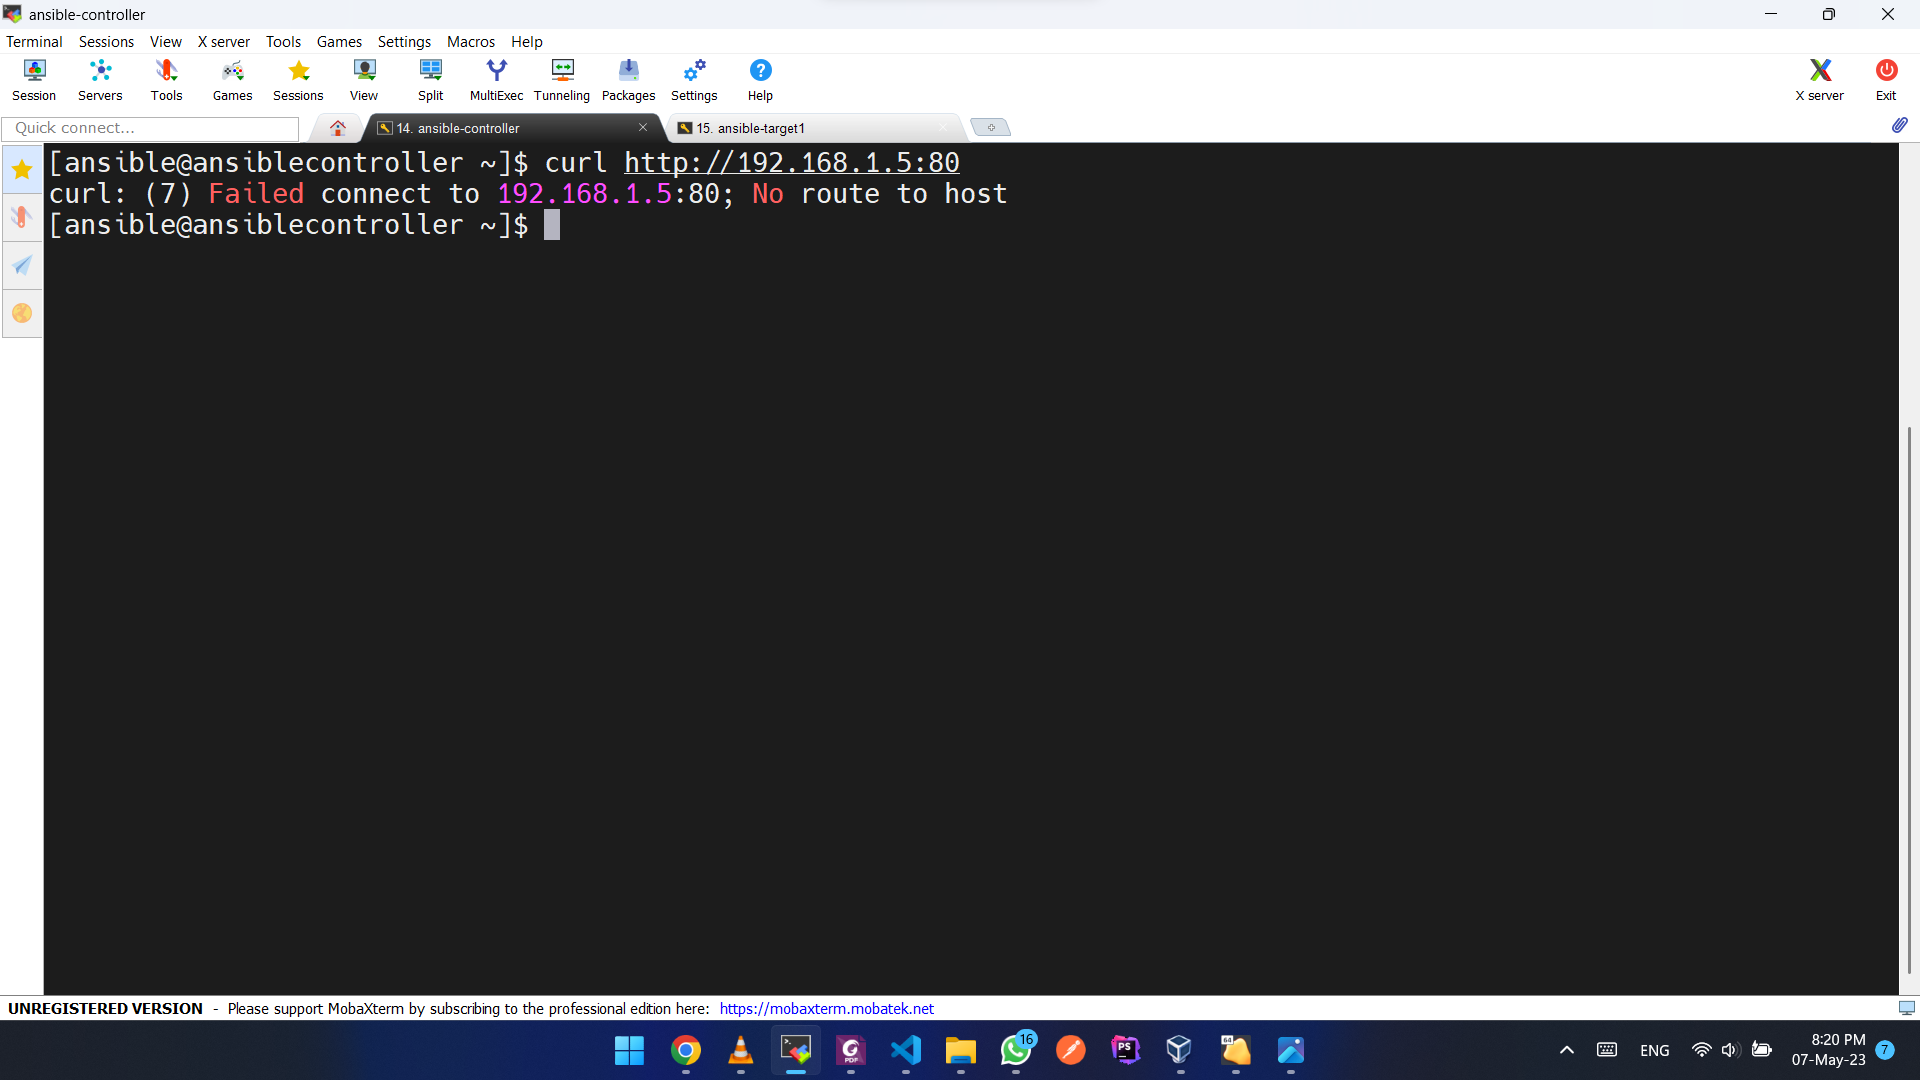 ansible-controller
Terminal Sessions View X server Tools Games Settings Macros Help
Session Servers Tools Games Sessions View Split MultiExec Tunneling Packages Settings Help X server Exit
Quick connect... 14. ansible-controller 15. ansible-target1
[ansible@ansiblecontroller ~]$ curl http://192.168.1.5:80
curl: (7) Failed connect to 192.168.1.5:80; No route to host
[ansible@ansiblecontroller ~]$
UNREGISTERED VERSION - Please support MobaXterm by subscribing to the professional edition here: https://mobaxterm.mobatek.net
PDF 16 PS 64 ENG 8:20 PM 7
07-May-23